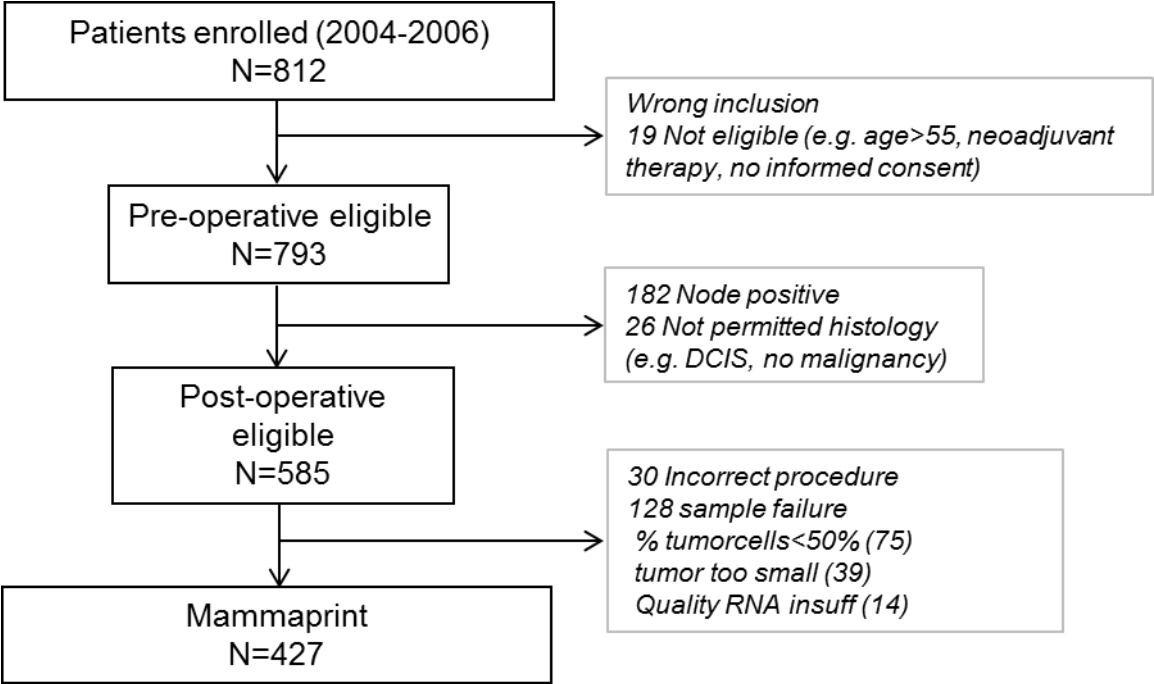 Patients enrolled (2004-2006)
N=812
Wrong inclusion
19 Not eligible (e.g. age>55, neoadjuvant
therapy, no informed consent)
Pre-operative eligible
N=793
182 Node positive
26 Not permitted histology
(e.g. DCIS, no malignancy)
Post-operative
eligible
N=585
30 Incorrect procedure
128 sample failure
% tumorcells<50% (75)
tumor too small (39)
Quality RNA insuff (14)
Mammaprint
N=427